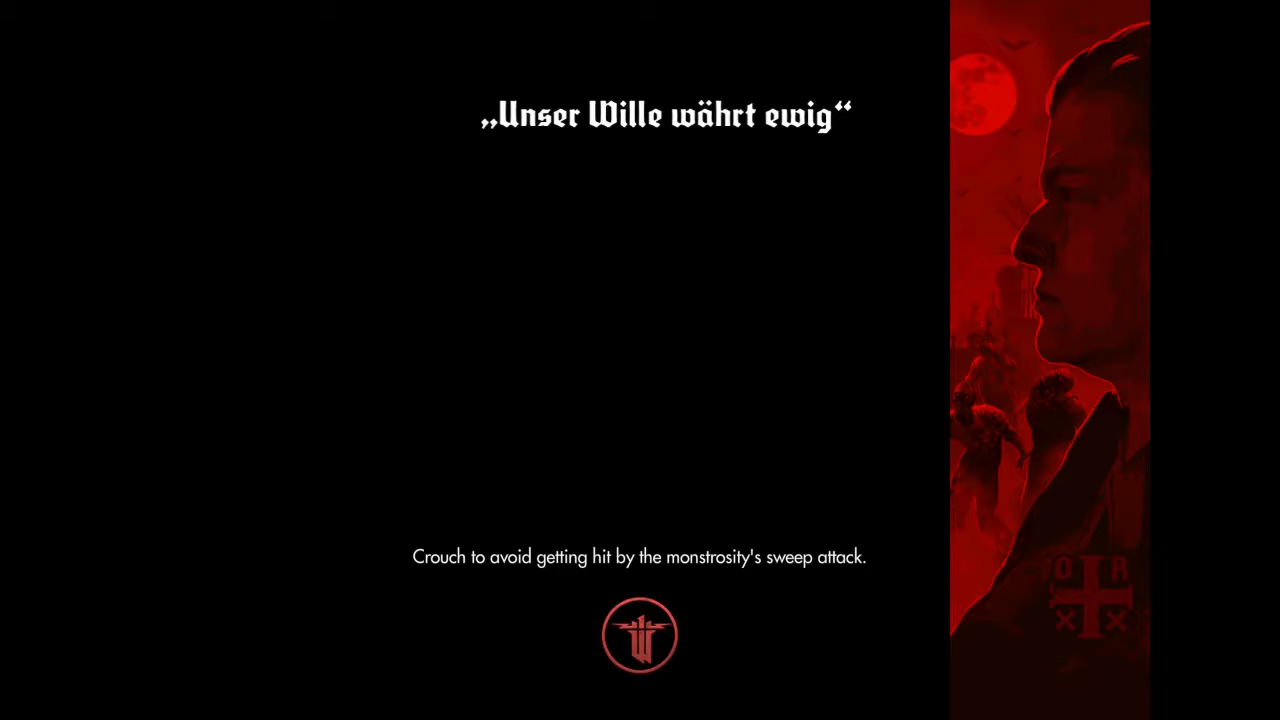 „Unser Wille währt ewig“
Crouch to avoid getting hit by the monstrosity's sweep attack.
O R
X X